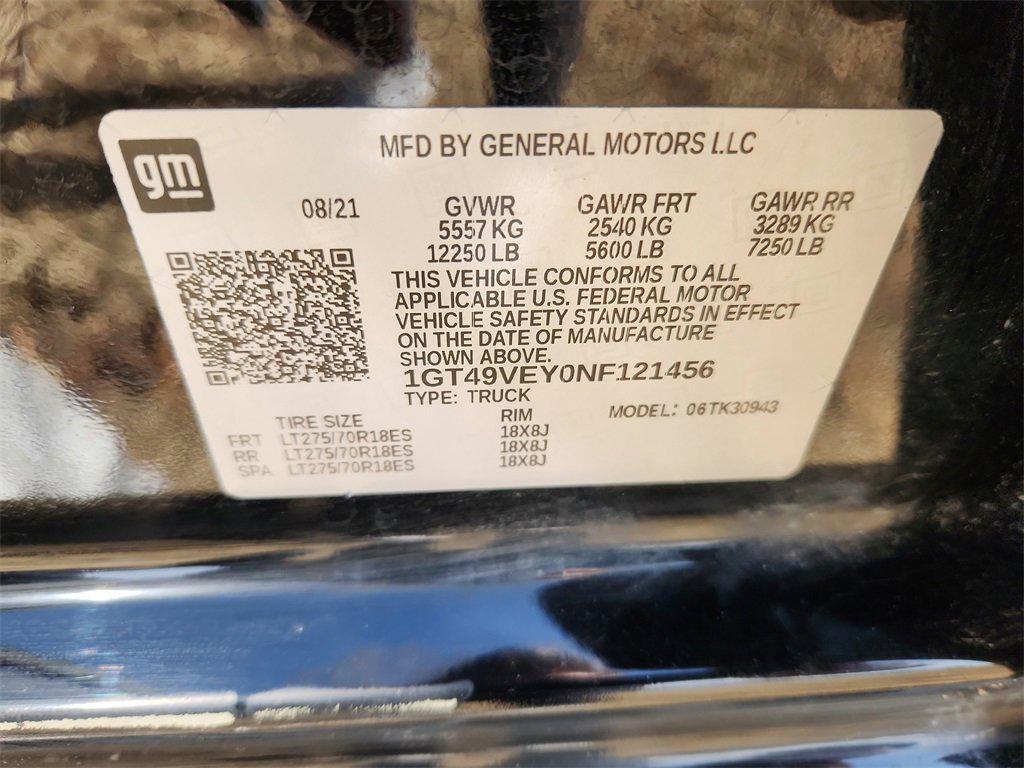 gm
MFD BY GENERAL MOTORS LLC
08/21 GVWR GAWR FRT GAWR RR
5557 KG 2540 KG 3289 KG
12250 LB 5600 LB 7250 LB
THIS VEHICLE CONFORMS TO ALL
APPLICABLE U.S. FEDERAL MOTOR
VEHICLE SAFETY STANDARDS IN EFFECT
ON THE DATE OF MANUFACTURE
SHOWN ABOVE.
1GT49VEY0NF121456
TYPE: TRUCK
MODEL: 06TK30943
TIRE SIZE RIM
FRT LT275/70R18ES 18X8J
RR LT275/70R18ES 18X8J
SPA LT275/70R18ES 18X8J